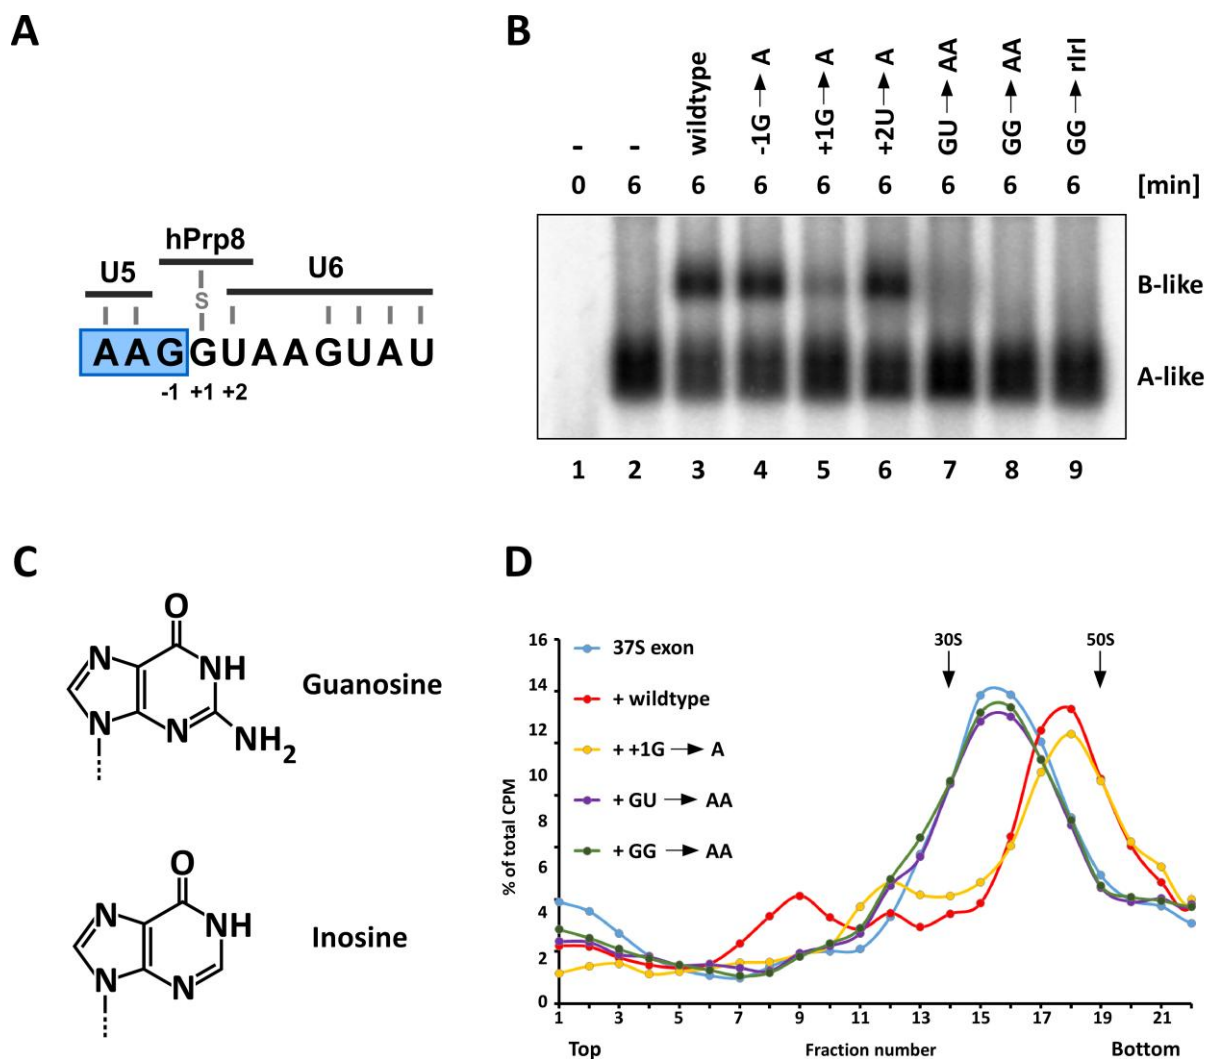 A
hPrp8
U5
U6
S
AAGGUAAGUAU
-1 +1 +2
B
- - wildtype -1G → A +1G → A +2U → A GU → AA GG → AA GG → rIrI
0 6 6 6 6 6 6 6 6 [min]
B-like
A-like
1 2 3 4 5 6 7 8 9
C
O
N NH
Guanosine
N N NH2
O
N NH
Inosine
N N
D
% of total CPM
16
14
12
10
8
6
4
2
0
37S exon
+ wildtype
+ +1G → A
+ GU → AA
+ GG → AA
30S 50S
1 3 5 7 9 11 13 15 17 19 21
Top Fraction number Bottom